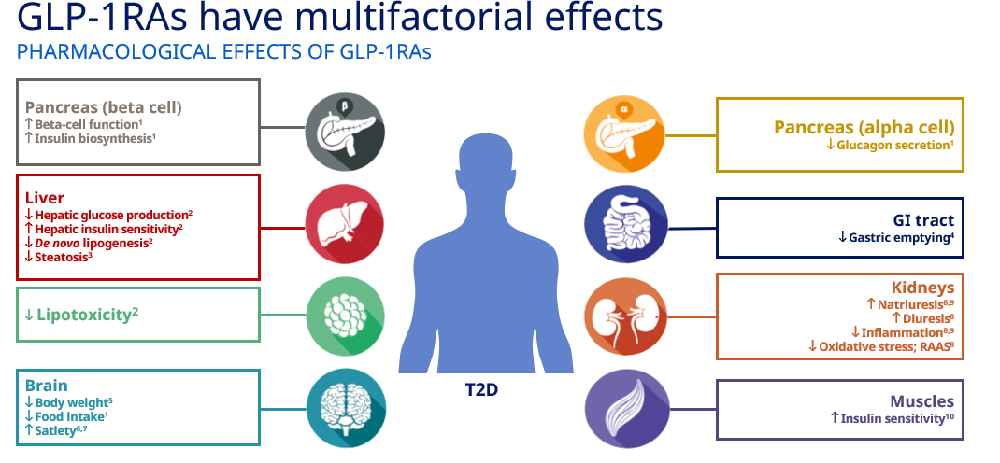 GLP-1RAs have multifactorial effects
PHARMACOLOGICAL EFFECTS OF GLP-1RAs
Pancreas (beta cell)
↑Beta-cell function¹
↑Insulin biosynthesis¹
β
Liver
↓Hepatic glucose production²
↑Hepatic insulin sensitivity²
↓De novo lipogenesis²
↓Steatosis³
↓Lipotoxicity²
Brain
↓Body weight⁵
↓Food intake¹
↑Satiety⁶,⁷
T2D
α
Pancreas (alpha cell)
↓Glucagon secretion¹
GI tract
↓Gastric emptying⁴
Kidneys
↑Natriuresis⁸,⁹
↑Diuresis⁸
↓Inflammation⁸,⁹
↓Oxidative stress; RAAS⁸
Muscles
↑Insulin sensitivity¹⁰